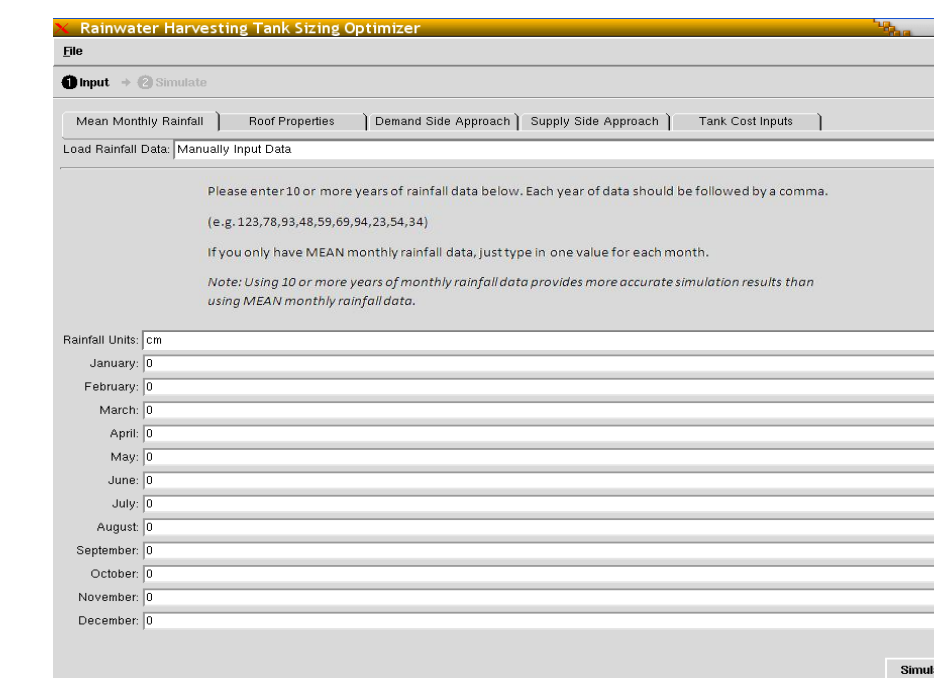 Rainwater Harvesting Tank Sizing Optimizer
File
1 Input → 2 Simulate
Mean Monthly Rainfall Roof Properties Demand Side Approach Supply Side Approach Tank Cost Inputs
Load Rainfall Data: Manually Input Data
Please enter 10 or more years of rainfall data below. Each year of data should be followed by a comma.
(e.g. 123,78,93,48,59,69,94,23,54,34)
If you only have MEAN monthly rainfall data, just type in one value for each month.
Note: Using 10 or more years of monthly rainfall data provides more accurate simulation results than
using MEAN monthly rainfall data.
Rainfall Units: cm
January: 0
February: 0
March: 0
April: 0
May: 0
June: 0
July: 0
August: 0
September: 0
October: 0
November: 0
December: 0
Simul